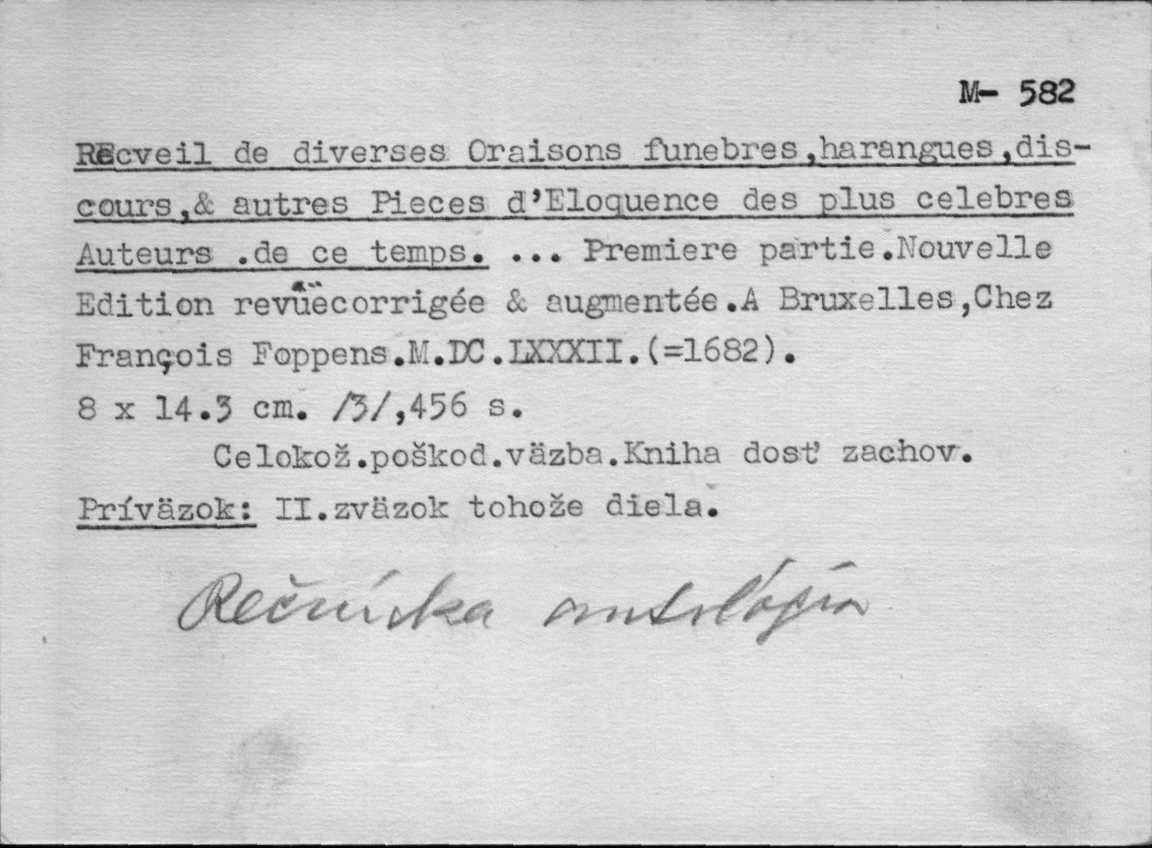 M- 582
Recveil de diverses Oraisons funebres,harangues,dis-
cours,& autres Pieces d'Eloquence des plus celebres
Auteurs .de ce temps. ... Premiere partie.Nouvelle
Edition revüecorrigée & augmentée.A Bruxelles,Chez
François Foppens.M.DC.LXXXII.(=1682).
8 x 14.3 cm. /3/,456 s.
Celokož.poškod.väzba.Kniha dosť zachov.
Príväzok: II.zväzok tohože diela.
Rečnícka antológia